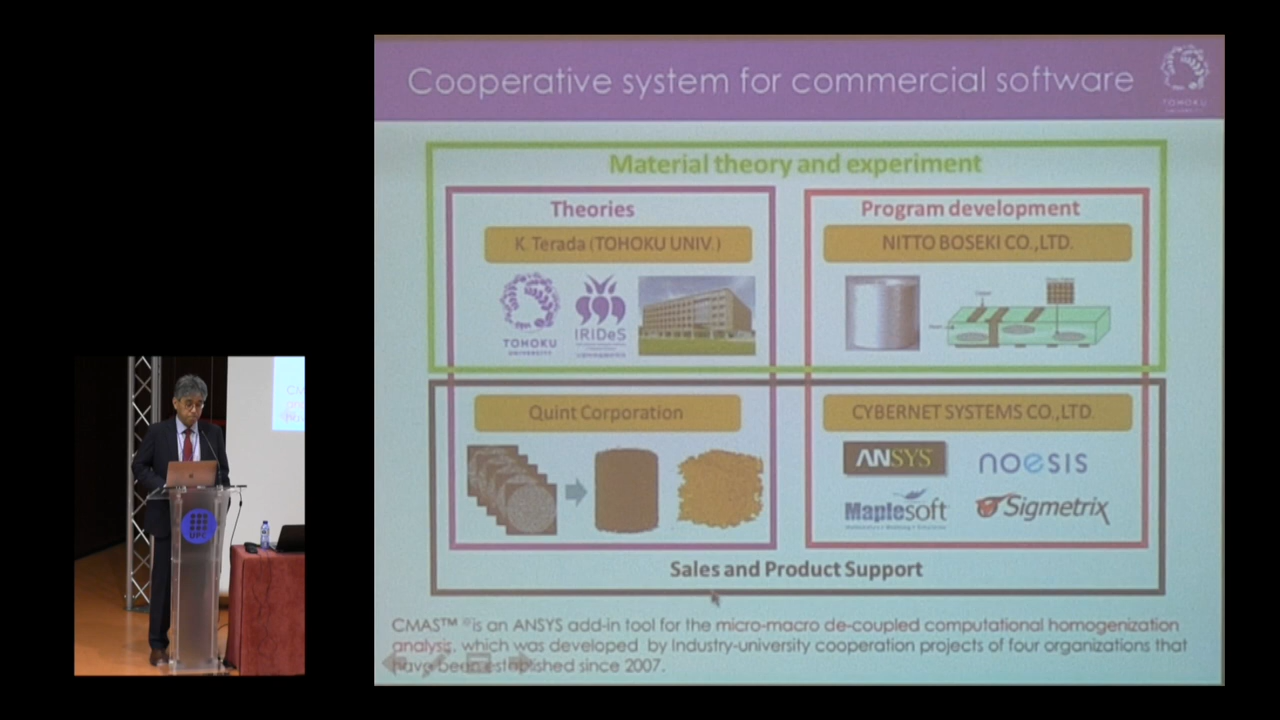 Cooperative system for commercial software
TOHOKU
Material theory and experiment
Theories
Program development
K. Terada (TOHOKU UNIV.)
NITTO BOSEKI CO.,LTD.
TOHOKU
UNIVERSITY
IRIDeS
Quint Corporation
CYBERNET SYSTEMS CO.,LTD.
ANSYS
noesis
Maplesoft
Sigmetrix
Sales and Product Support
CMAS™ is an ANSYS add-in tool for the micro-macro de-coupled computational homogenization
analysis, which was developed by Industry-university cooperation projects of four organizations that
have been established since 2007.
UPC